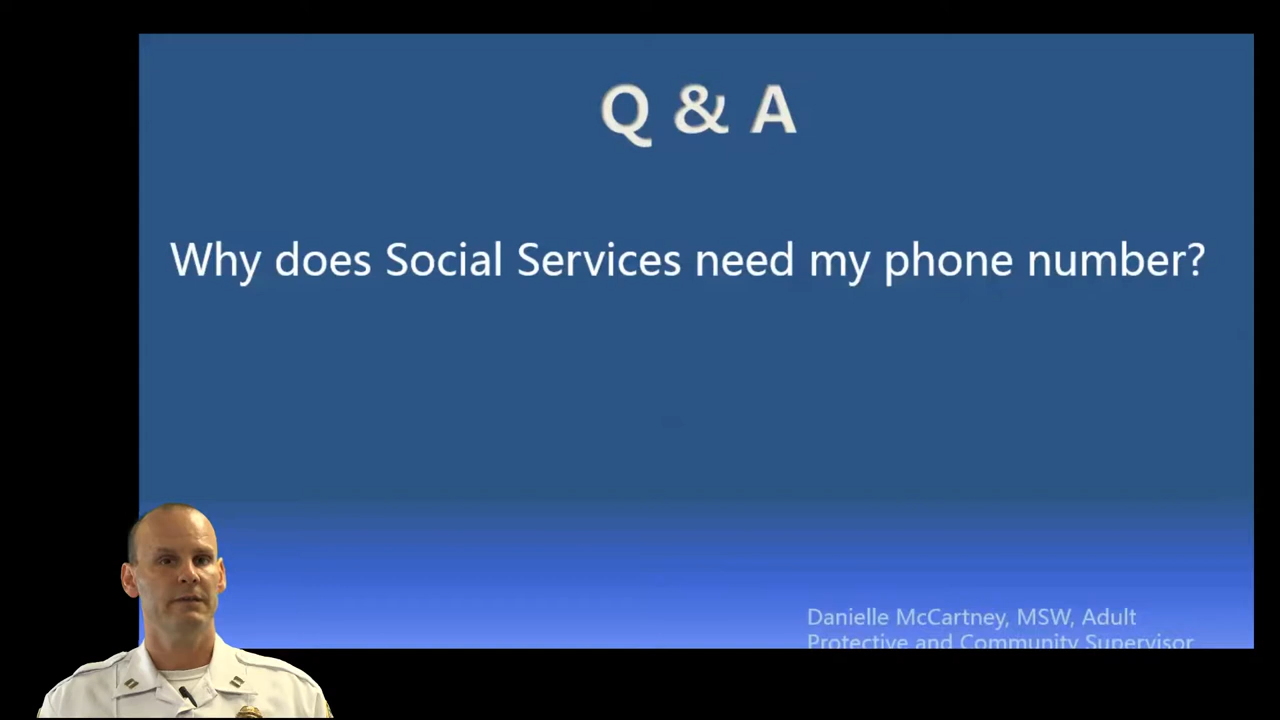 Q & A
Why does Social Services need my phone number?
Danielle McCartney, MSW, Adult
Protective and Community Supervisor